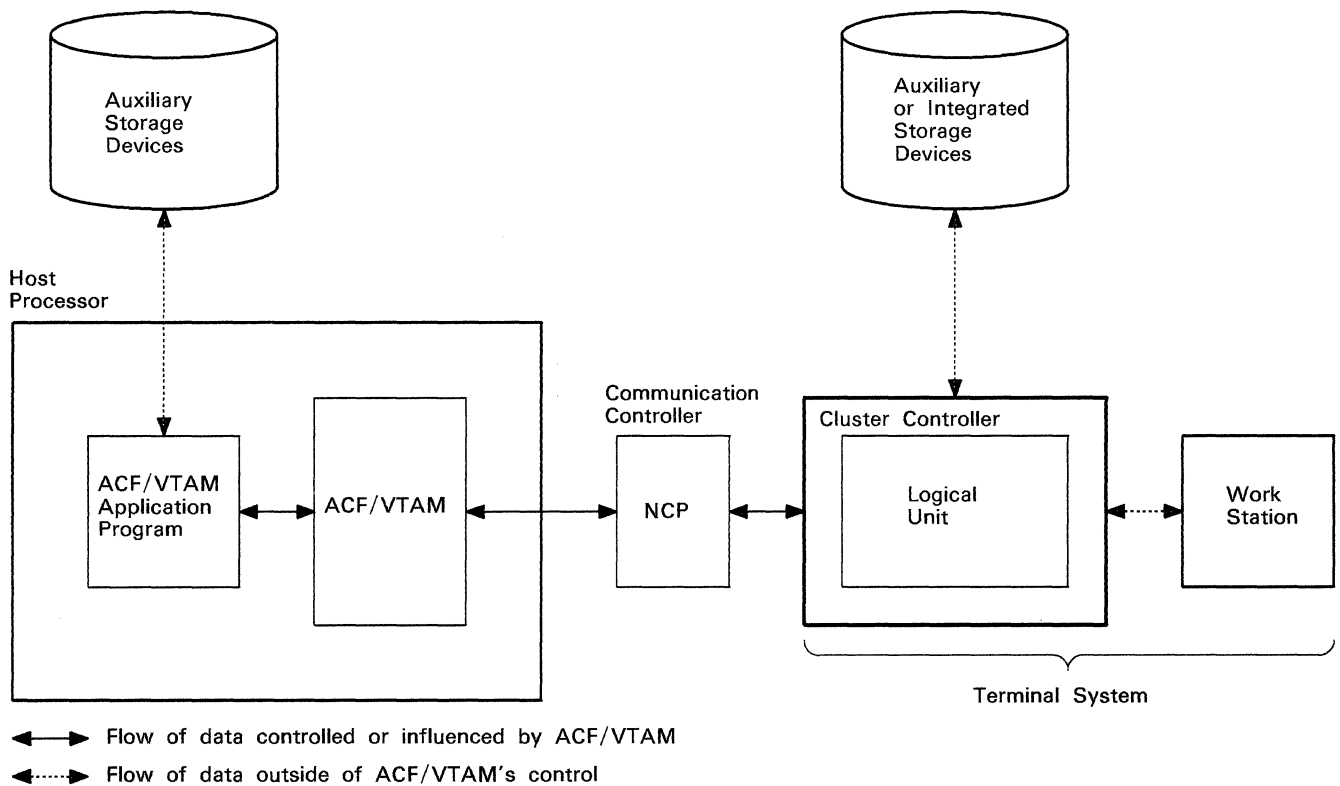 Auxiliary
Storage
Devices
Auxiliary
or Integrated
Storage
Devices
Host
Processor
Communication
Controller
Cluster Controller
ACF/VTAM
Application
Program
ACF/VTAM
NCP
Logical
Unit
Work
Station
Terminal System
Flow of data controlled or influenced by ACF/VTAM
Flow of data outside of ACF/VTAM's control